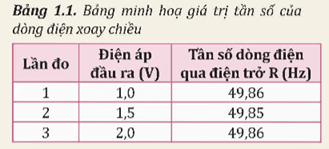 Bảng 1.1. Bảng minh hoạ giá trị tần số của
dòng điện xoay chiều
Lần đo | Điện áp đầu ra (V) | Tần số dòng điện qua điện trở R (Hz)
1 | 1,0 | 49,86
2 | 1,5 | 49,85
3 | 2,0 | 49,86